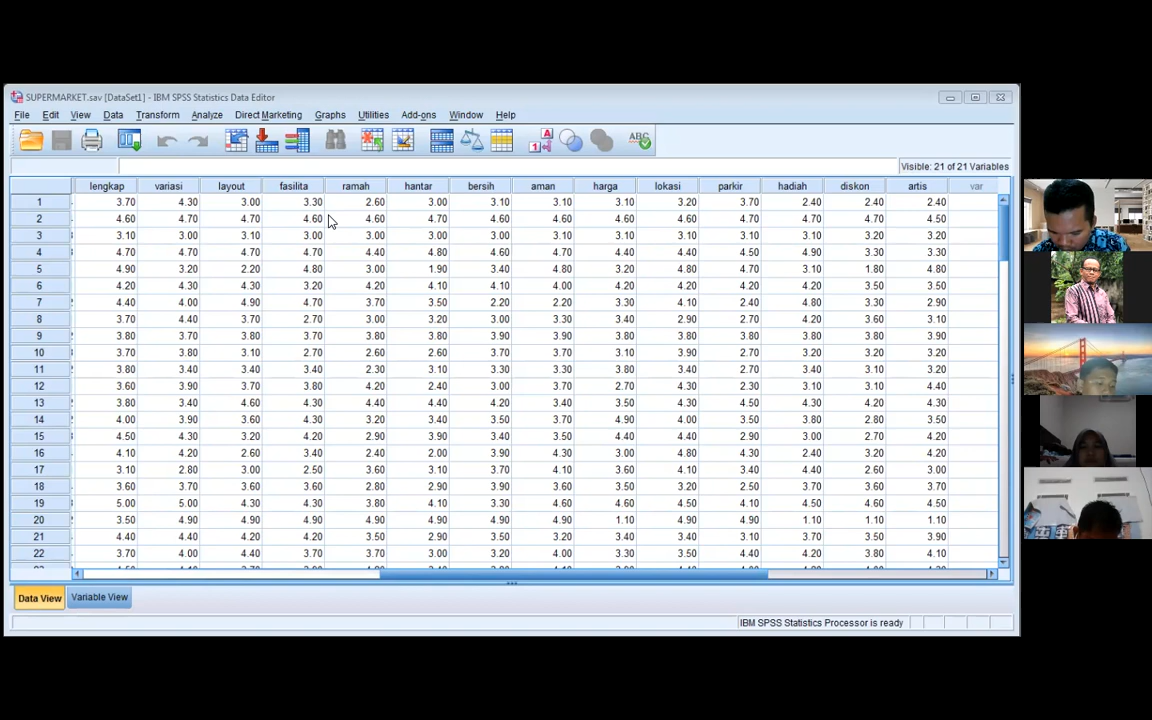 SUPERMARKET.sav [DataSet1] - IBM SPSS Statistics Data Editor
File Edit View Data Transform Analyze Direct Marketing Graphs Utilities Add-ons Window Help
Visible: 21 of 21 Variables
lengkap variasi layout fasilita ramah hantar bersih aman harga lokasi parkir hadiah diskon artis var
1 3.70 4.30 3.00 3.30 2.60 3.00 3.10 3.10 3.10 3.20 3.70 2.40 2.40 2.40
2 4.60 4.70 4.70 4.60 4.60 4.70 4.60 4.60 4.60 4.60 4.70 4.70 4.70 4.50
3 3.10 3.00 3.10 3.00 3.00 3.00 3.00 3.10 3.10 3.10 3.10 3.10 3.20 3.20
4 4.70 4.70 4.70 4.70 4.40 4.80 4.60 4.70 4.40 4.40 4.50 4.90 3.30 3.30
5 4.90 3.20 2.20 4.80 3.00 1.90 3.40 4.80 3.20 4.80 4.70 3.10 1.80 4.80
6 4.20 4.30 4.30 3.20 4.20 4.10 4.10 4.00 4.20 4.20 4.20 4.20 3.50 3.50
7 4.40 4.00 4.90 4.70 3.70 3.50 2.20 2.20 3.30 4.10 2.40 4.80 3.30 2.90
8 3.70 4.40 3.70 2.70 3.00 3.20 3.00 3.30 3.40 2.90 2.70 4.20 3.60 3.10
9 3.80 3.70 3.80 3.70 3.80 3.80 3.90 3.90 3.80 3.80 3.80 3.80 3.80 3.90
10 3.70 3.80 3.10 2.70 2.60 2.60 3.70 3.70 3.10 3.90 2.70 3.20 3.20 3.20
11 3.80 3.40 3.40 3.40 2.30 3.10 3.30 3.30 3.80 3.40 2.70 3.40 3.10 3.20
12 3.60 3.90 3.70 3.80 4.20 2.40 3.00 3.70 2.70 4.30 2.30 3.10 3.10 4.40
13 3.80 3.40 4.60 4.30 4.40 4.40 4.20 3.40 3.50 4.30 4.50 4.30 4.20 4.30
14 4.00 3.90 3.60 4.30 3.20 3.40 3.50 3.70 4.90 4.40 3.50 3.80 2.80 3.50
15 4.50 4.30 3.20 4.20 2.90 3.90 3.40 3.50 4.40 4.40 2.90 3.00 2.70 4.20
16 4.10 4.20 2.60 3.40 2.40 2.00 3.90 4.30 3.00 4.80 4.30 2.90 3.20 4.20
17 3.10 2.80 3.00 2.50 3.60 3.10 3.70 4.10 3.60 4.10 3.40 4.40 2.60 3.00
18 3.60 3.70 3.60 3.60 2.80 2.90 3.90 3.60 3.50 3.20 2.50 3.70 3.60 3.70
19 5.00 5.00 4.30 4.30 3.80 4.10 3.30 4.60 4.60 4.50 4.10 4.50 4.60 4.50
20 3.50 4.90 4.90 4.90 4.90 4.90 4.90 4.90 1.10 4.90 4.90 1.10 1.10 1.10
21 4.40 4.40 4.20 4.20 3.50 2.90 3.50 3.20 3.40 3.40 3.10 3.70 3.50 3.90
22 3.70 4.00 4.40 3.70 3.70 3.00 3.20 4.00 3.30 3.50 4.40 4.20 3.80 4.10
Data View Variable View
IBM SPSS Statistics Processor is ready